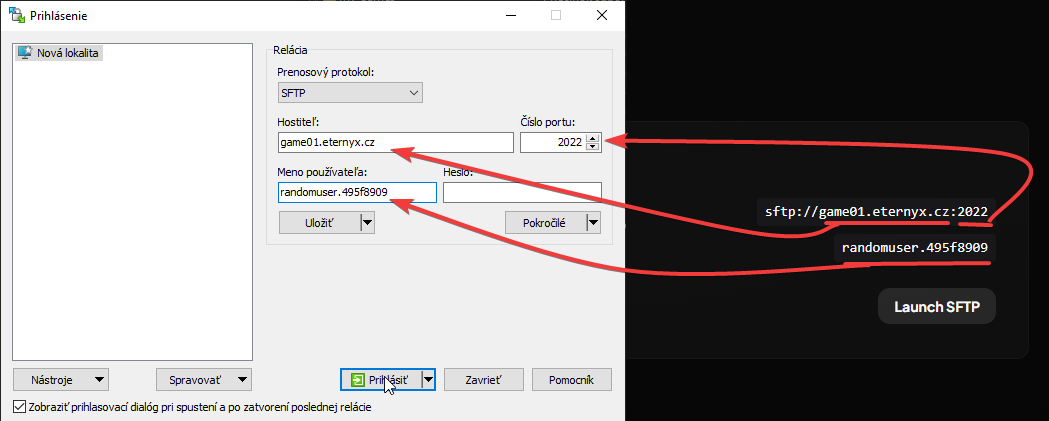 Prihlásenie
Nová lokalita
Relácia
Prenosový protokol:
SFTP
Hostiteľ:
Číslo portu:
game01.eternyx.cz
2022
Meno používateľa:
Heslo:
randomuser.495f8909
Uložiť
Pokročilé
Nástroje
Spravovať
Prihlásiť
Zavrieť
Pomocník
Zobraziť prihlasovací dialóg pri spustení a po zatvorení poslednej relácie
sftp://game01.eternyx.cz:2022
randomuser.495f8909
Launch SFTP